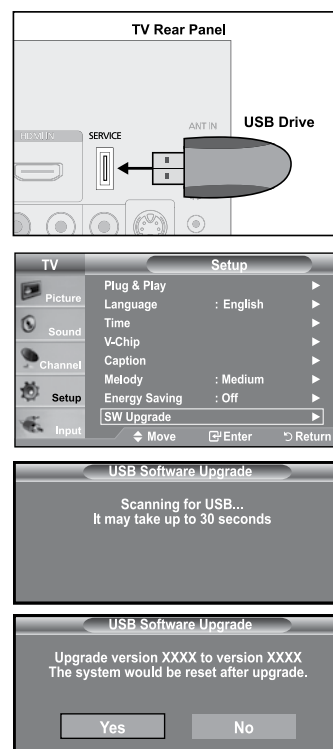 TV Rear Panel
ANT IN
USB Drive
HDMI IN
SERVICE
TV
Setup
Picture
Sound
Channel
Setup
Input
Plug & Play
Language : English
Time
V-Chip
Caption
Melody : Medium
Energy Saving : Off
SW Upgrade
Move Enter Return
USB Software Upgrade
Scanning for USB...
It may take up to 30 seconds
USB Software Upgrade
Upgrade version XXXX to version XXXX
The system would be reset after upgrade.
Yes No